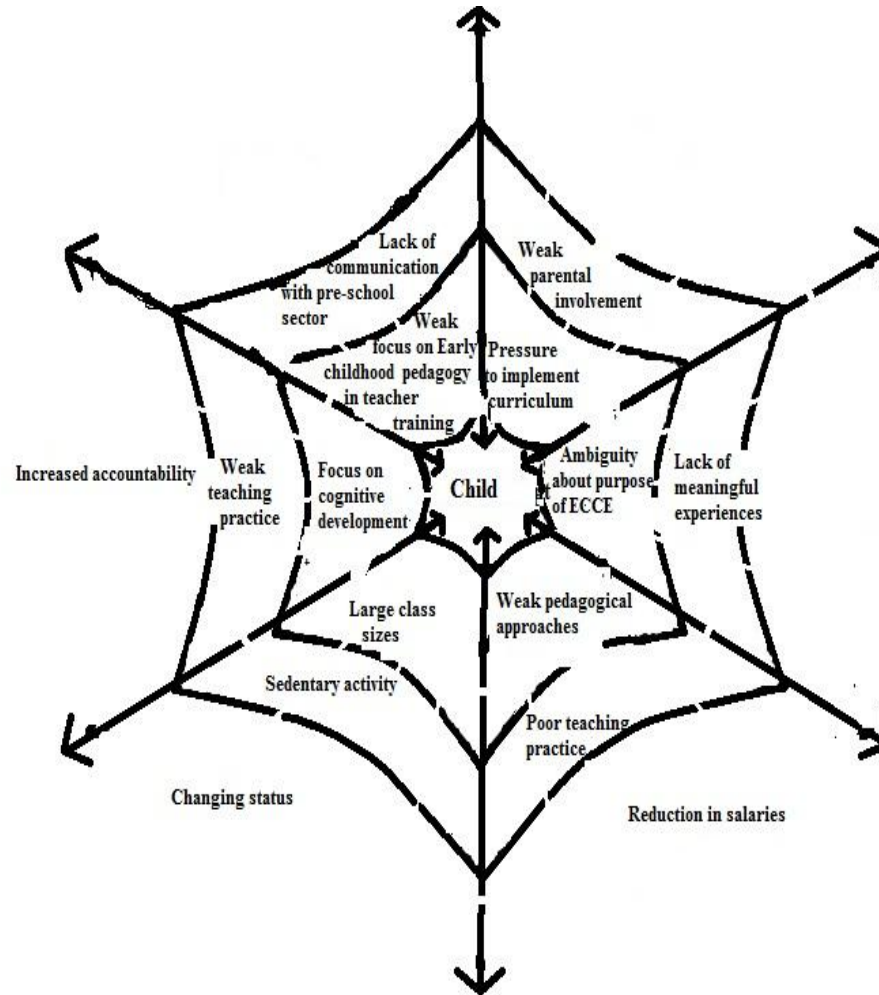 Lack of
communication
with pre-school
sector
Weak
parental
involvement
Weak
focus on Early
childhood pedagogy
in teacher
training
Pressure
to implement
curriculum
Increased accountability
Weak
teaching
practice
Focus on
cognitive
development
Child
Ambiguity
about purpose
of ECCE
Lack of
meaningful
experiences
Large class
sizes
Weak pedagogical
approaches
Sedentary activity
Poor teaching
practice
Changing status
Reduction in salaries